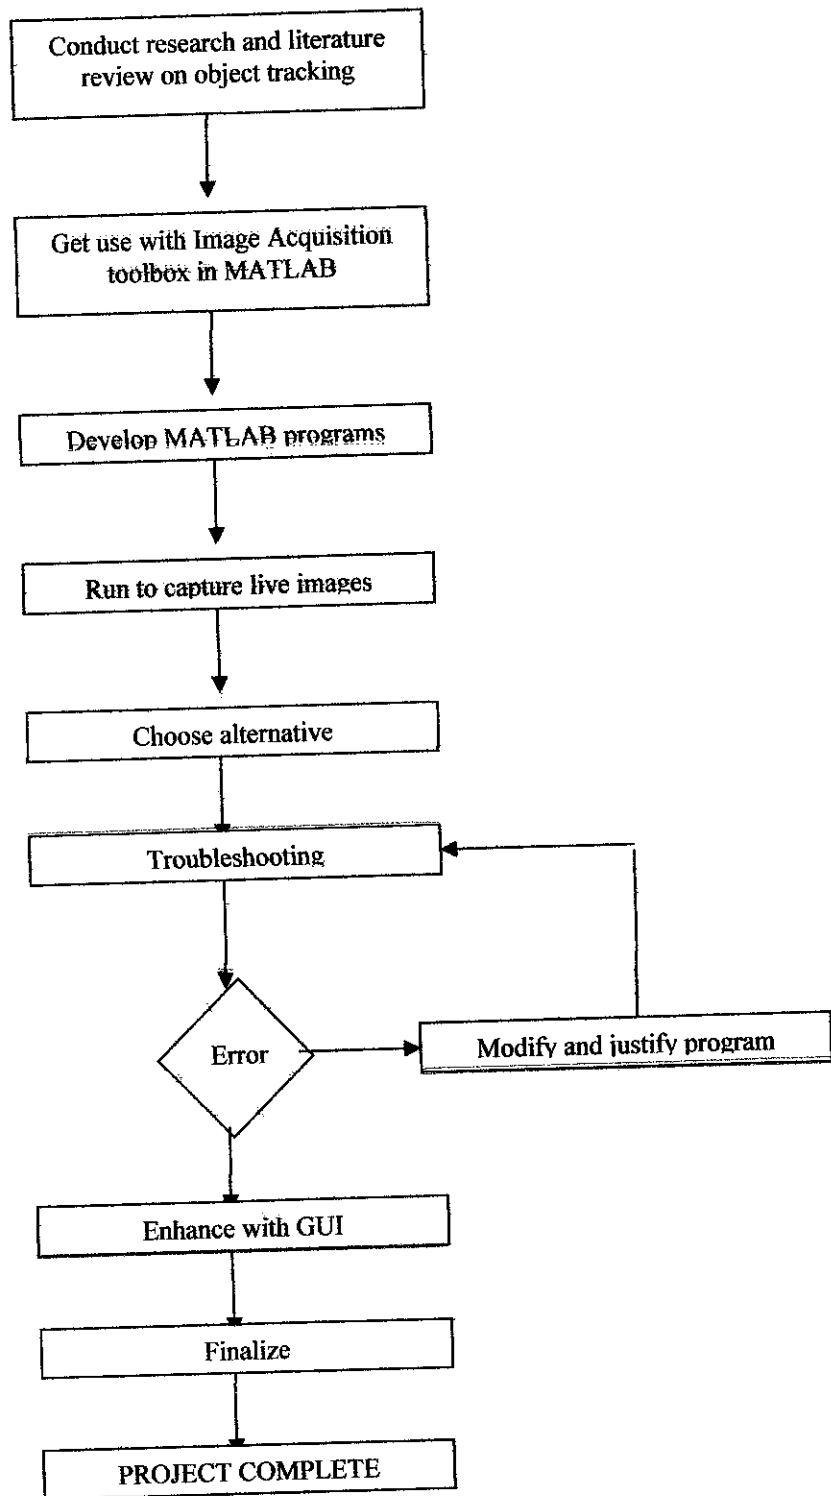 Conduct research and literature
review on object tracking
Get use with Image Acquisition
toolbox in MATLAB
Develop MATLAB programs
Run to capture live images
Choose alternative
Troubleshooting
Error
Modify and justify program
Enhance with GUI
Finalize
PROJECT COMPLETE